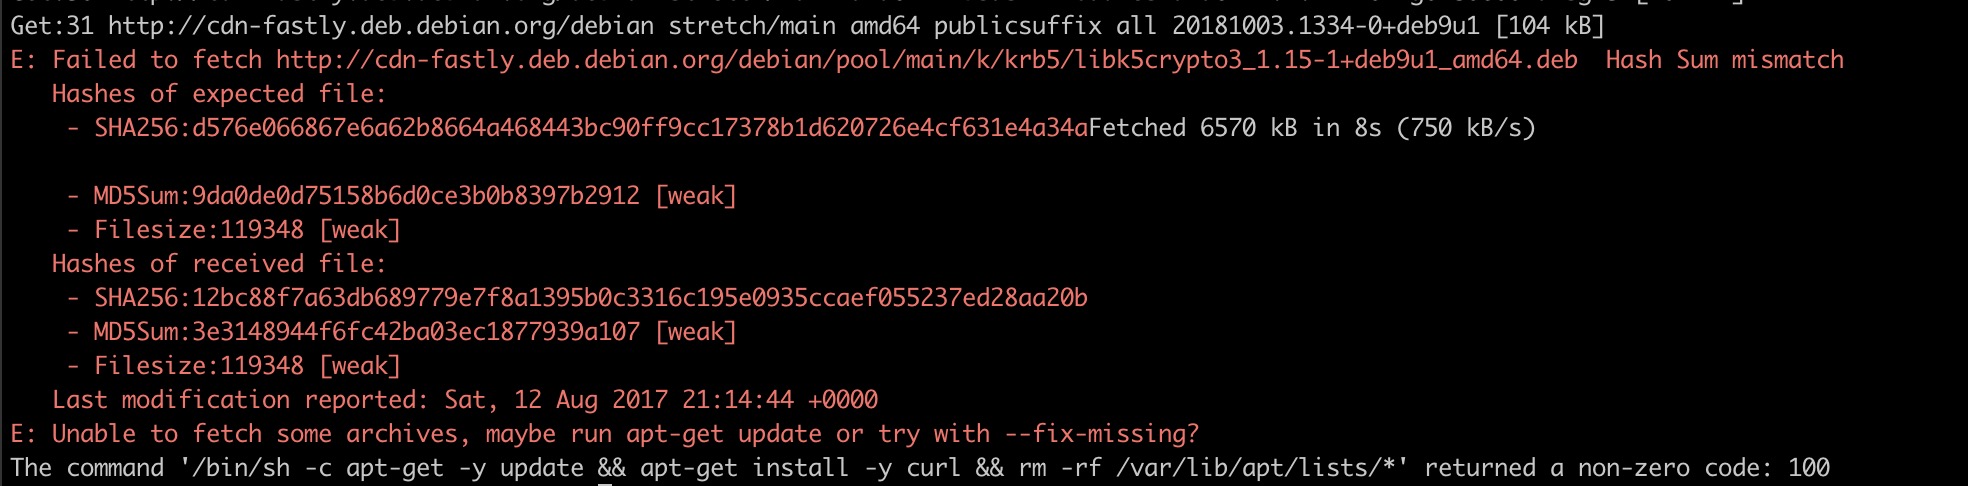 Get:31 http://cdn-fastly.deb.debian.org/debian stretch/main amd64 publicsuffix all 20181003.1334-0+deb9u1 [104 kB]
E: Failed to fetch http://cdn-fastly.deb.debian.org/debian/pool/main/k/krb5/libk5crypto3_1.15-1+deb9u1_amd64.deb  Hash Sum mismatch
   Hashes of expected file:
    - SHA256:d576e066867e6a62b8664a468443bc90ff9cc17378b1d620726e4cf631e4a34aFetched 6570 kB in 8s (750 kB/s)
    - MD5Sum:9da0de0d75158b6d0ce3b0b8397b2912 [weak]
    - Filesize:119348 [weak]
   Hashes of received file:
    - SHA256:12bc88f7a63db689779e7f8a1395b0c3316c195e0935ccaef055237ed28aa20b
    - MD5Sum:3e3148944f6fc42ba03ec1877939a107 [weak]
    - Filesize:119348 [weak]
   Last modification reported: Sat, 12 Aug 2017 21:14:44 +0000
E: Unable to fetch some archives, maybe run apt-get update or try with --fix-missing?
The command '/bin/sh -c apt-get -y update && apt-get install -y curl && rm -rf /var/lib/apt/lists/*' returned a non-zero code: 100